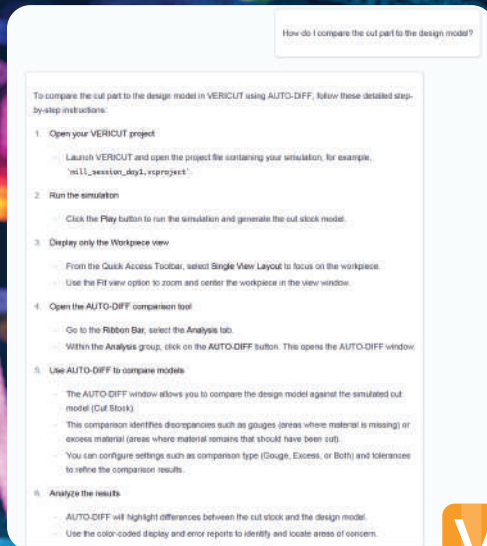 How do I compare the cut part to the design model?
To compare the cut part to the design model in VERICUT using AUTO-DIFF, follow these detailed step-
by-step instructions:
1. Open your VERICUT project
Launch VERICUT and open the project file containing your simulation, for example,
'mill_session_day1.vcproject'.
2. Run the simulation
Click the Play button to run the simulation and generate the cut stock model.
3. Display only the Workpiece view
From the Quick Access Toolbar, select Single View Layout to focus on the workpiece.
Use the Fit view option to zoom and center the workpiece in the view window.
4. Open the AUTO-DIFF comparison tool
Go to the Ribbon Bar, select the Analysis tab.
Within the Analysis group, click on the AUTO-DIFF button. This opens the AUTO-DIFF window.
5. Use AUTO-DIFF to compare models
The AUTO-DIFF window allows you to compare the design model against the simulated cut
model (Cut Stock).
This comparison identifies discrepancies such as gouges (areas where material is missing) or
excess material (areas where material remains that should have been cut).
You can configure settings such as comparison type (Gouge, Excess, or Both) and tolerances
to refine the comparison results.
6. Analyze the results
AUTO-DIFF will highlight differences between the cut stock and the design model.
Use the color-coded display and error reports to identify and locate areas of concern.
V